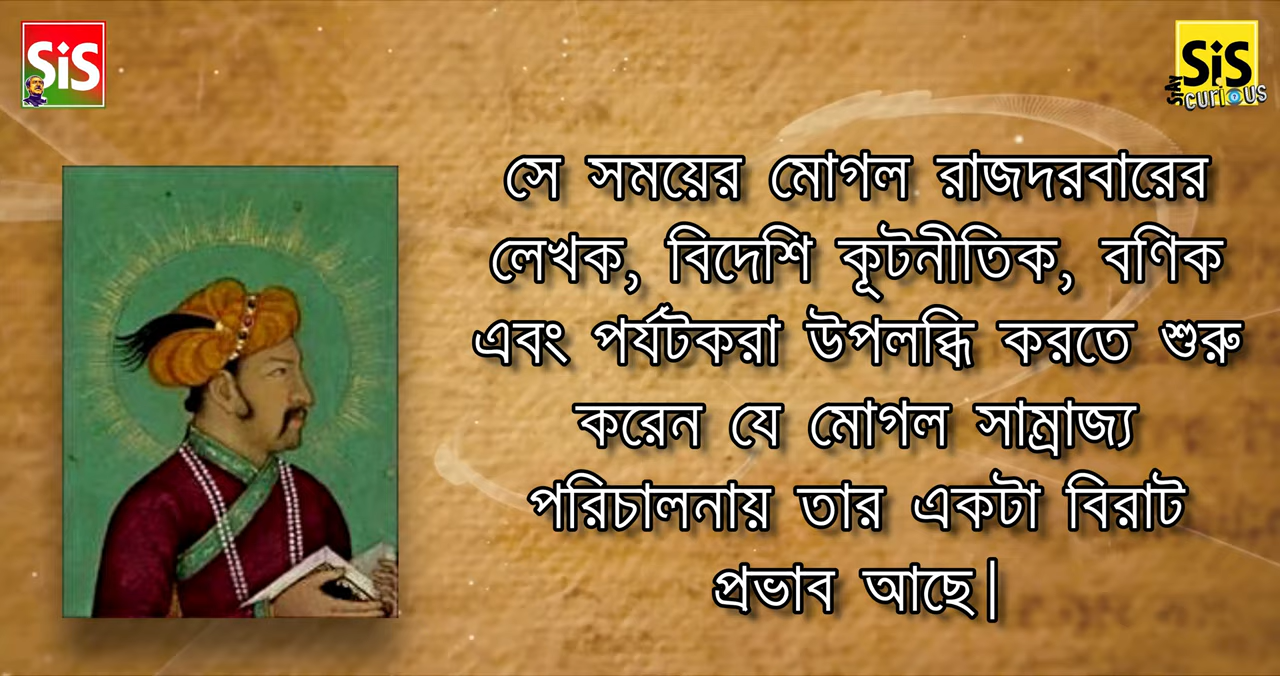 SiS
SiS
STAY curious
সে সময়ের মোগল রাজদরবারের
লেখক, বিদেশি কূটনীতিক, বণিক
এবং পর্যটকরা উপলব্ধি করতে শুরু
করেন যে মোগল সাম্রাজ্য
পরিচালনায় তার একটা বিরাট
প্রভাব আছে|